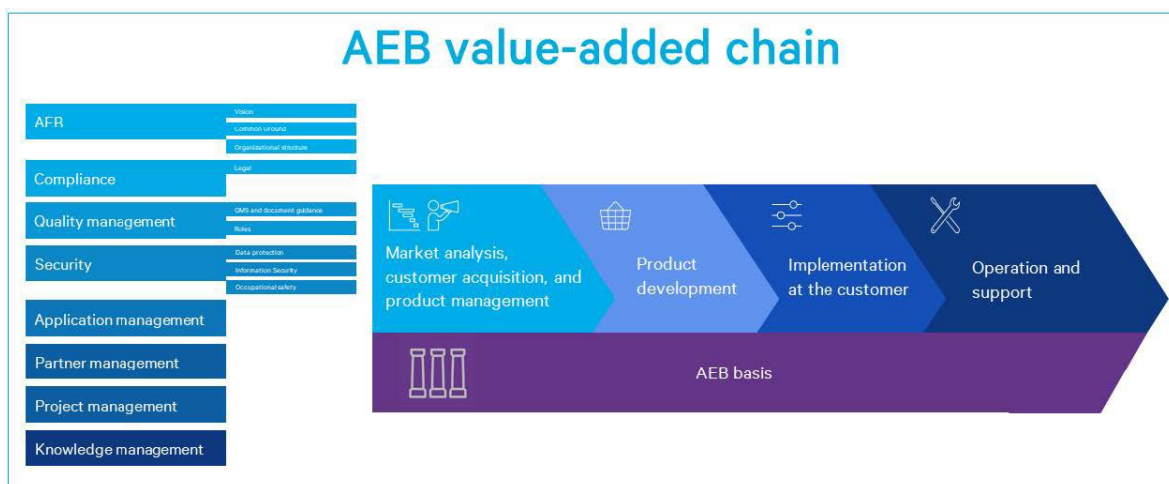 AEB value-added chain
AEB
Vision
Common Ground
Organizational structure
Compliance
Legal
Quality management
QMS and document guidance
Roles
Security
Data protection
Information Security
Occupational safety
Application management
Partner management
Project management
Knowledge management
Market analysis,
customer acquisition, and
product management
Product
development
Implementation
at the customer
Operation and
support
AEB basis